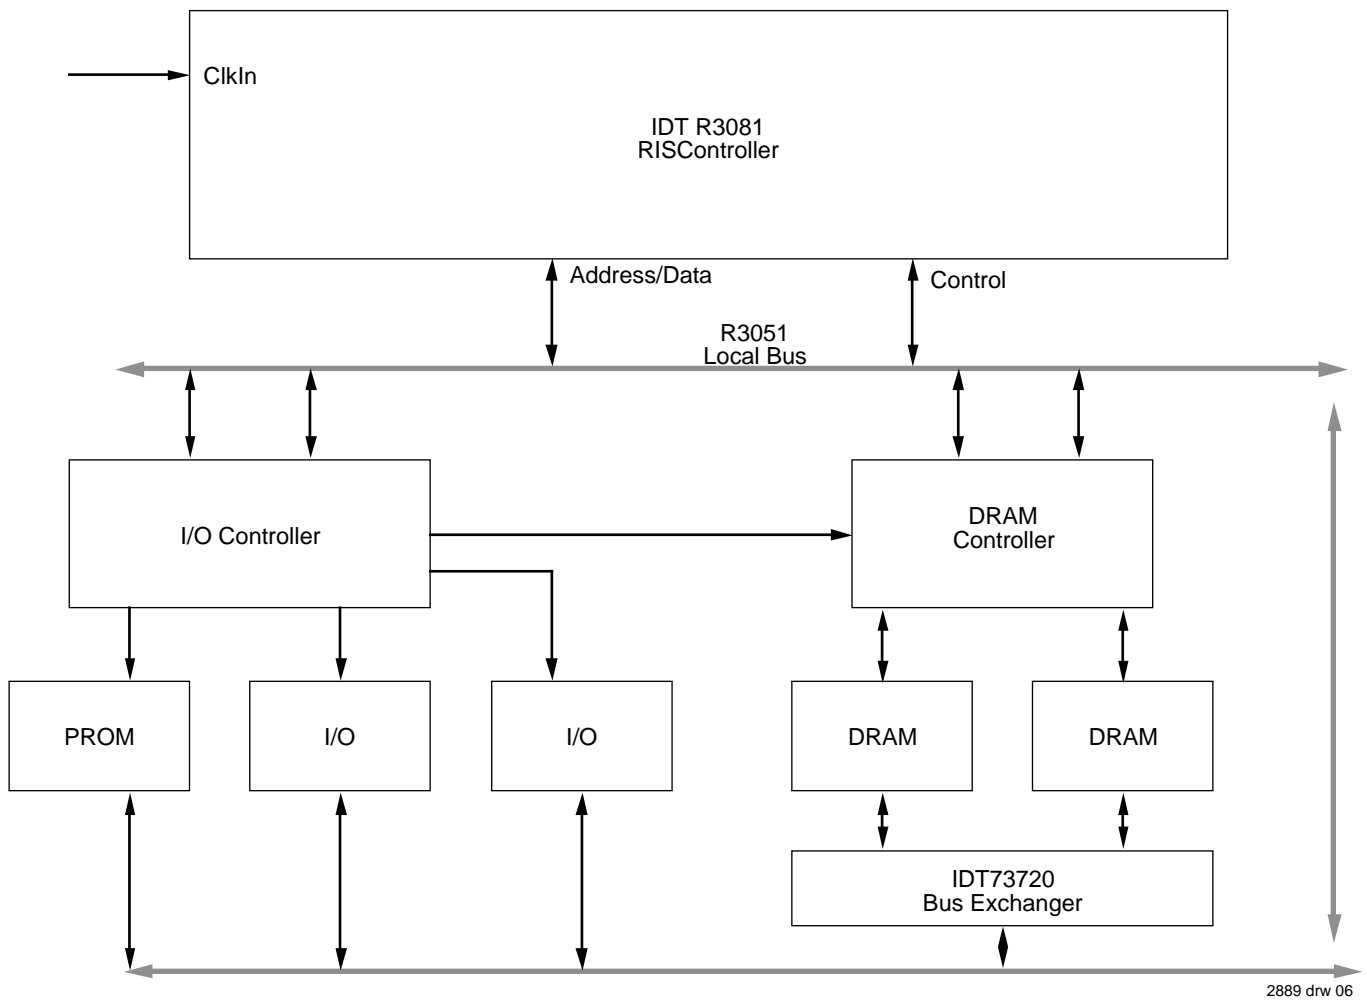 ClkIn
IDT R3081
RISController
Address/Data
Control
R3051
Local Bus
I/O Controller
DRAM
Controller
PROM
I/O
I/O
DRAM
DRAM
IDT73720
Bus Exchanger
2889 drw 06